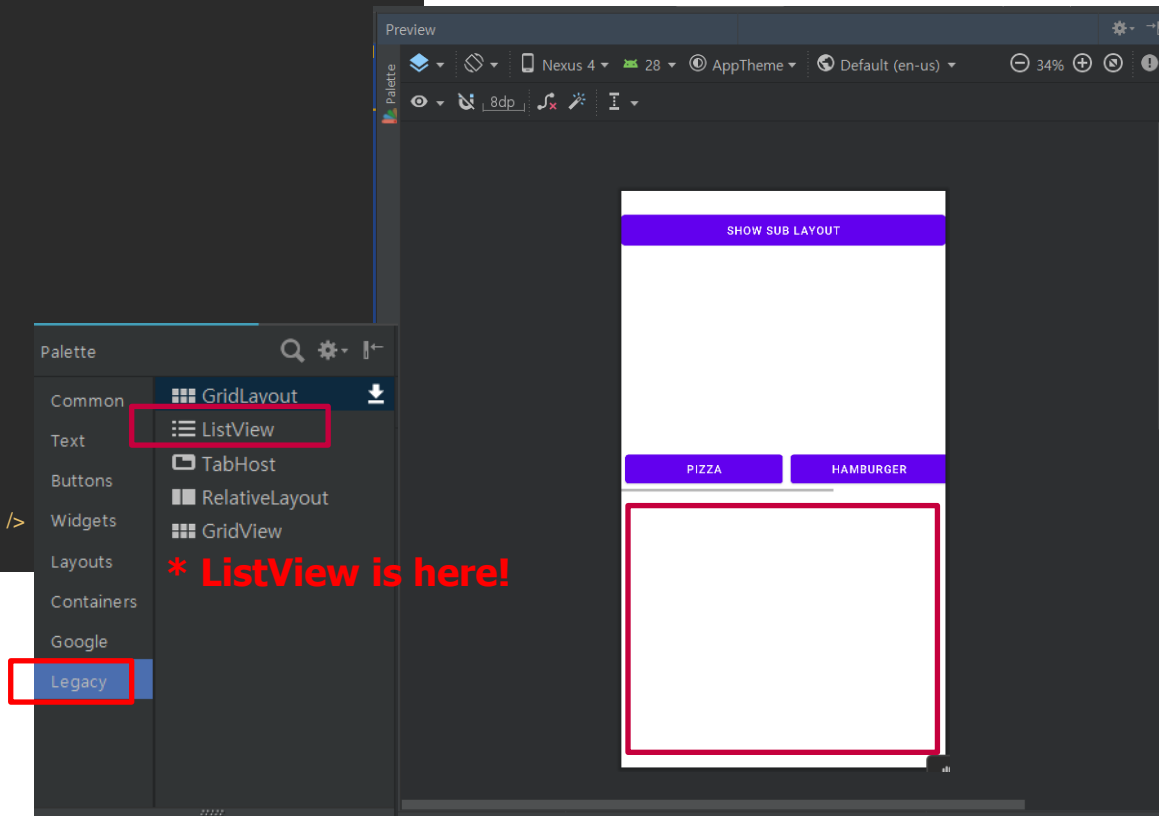 Preview
Palette
Nexus 4
28
AppTheme
Default (en-us)
34%
8dp
SHOW SUB LAYOUT
PIZZA
HAMBURGER
Palette
Common
Text
Buttons
Widgets
Layouts
Containers
Google
Legacy
GridLayout
ListView
TabHost
RelativeLayout
GridView
* ListView is here!
/>